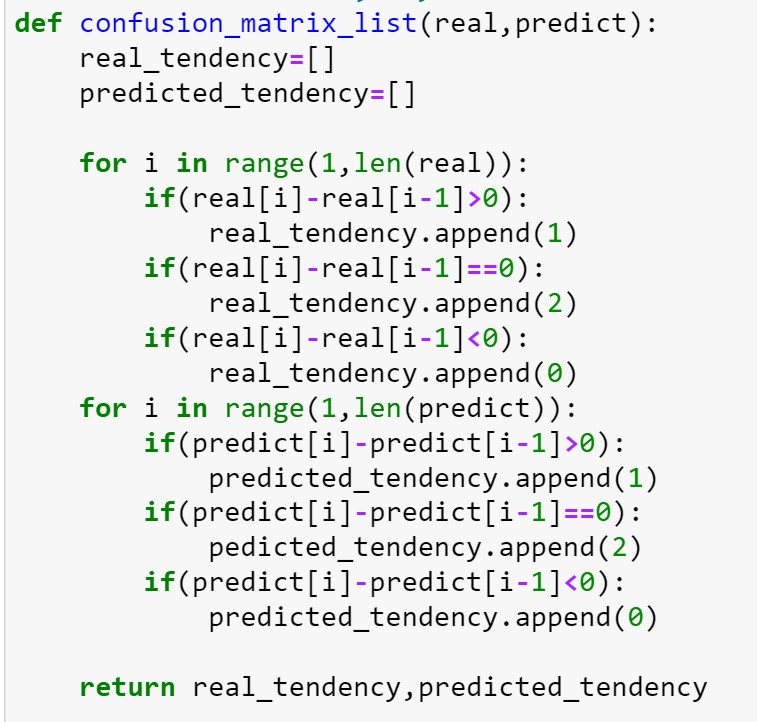 def confusion_matrix_list(real,predict):
    real_tendency=[]
    predicted_tendency=[]

    for i in range(1,len(real)):
        if(real[i]-real[i-1]>0):
            real_tendency.append(1)
        if(real[i]-real[i-1]==0):
            real_tendency.append(2)
        if(real[i]-real[i-1]<0):
            real_tendency.append(0)
    for i in range(1,len(predict)):
        if(predict[i]-predict[i-1]>0):
            predicted_tendency.append(1)
        if(predict[i]-predict[i-1]==0):
            pedicted_tendency.append(2)
        if(predict[i]-predict[i-1]<0):
            predicted_tendency.append(0)

    return real_tendency,predicted_tendency